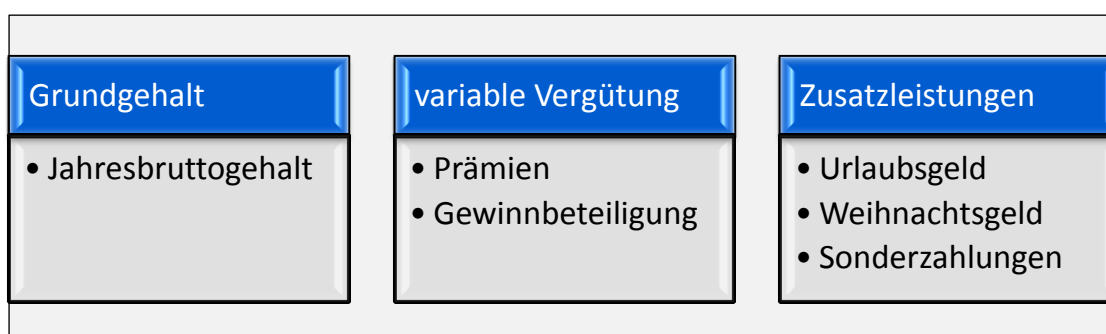 Grundgehalt
• Jahresbruttogehalt
variable Vergütung
• Prämien
• Gewinnbeteiligung
Zusatzleistungen
• Urlaubsgeld
• Weihnachtsgeld
• Sonderzahlungen